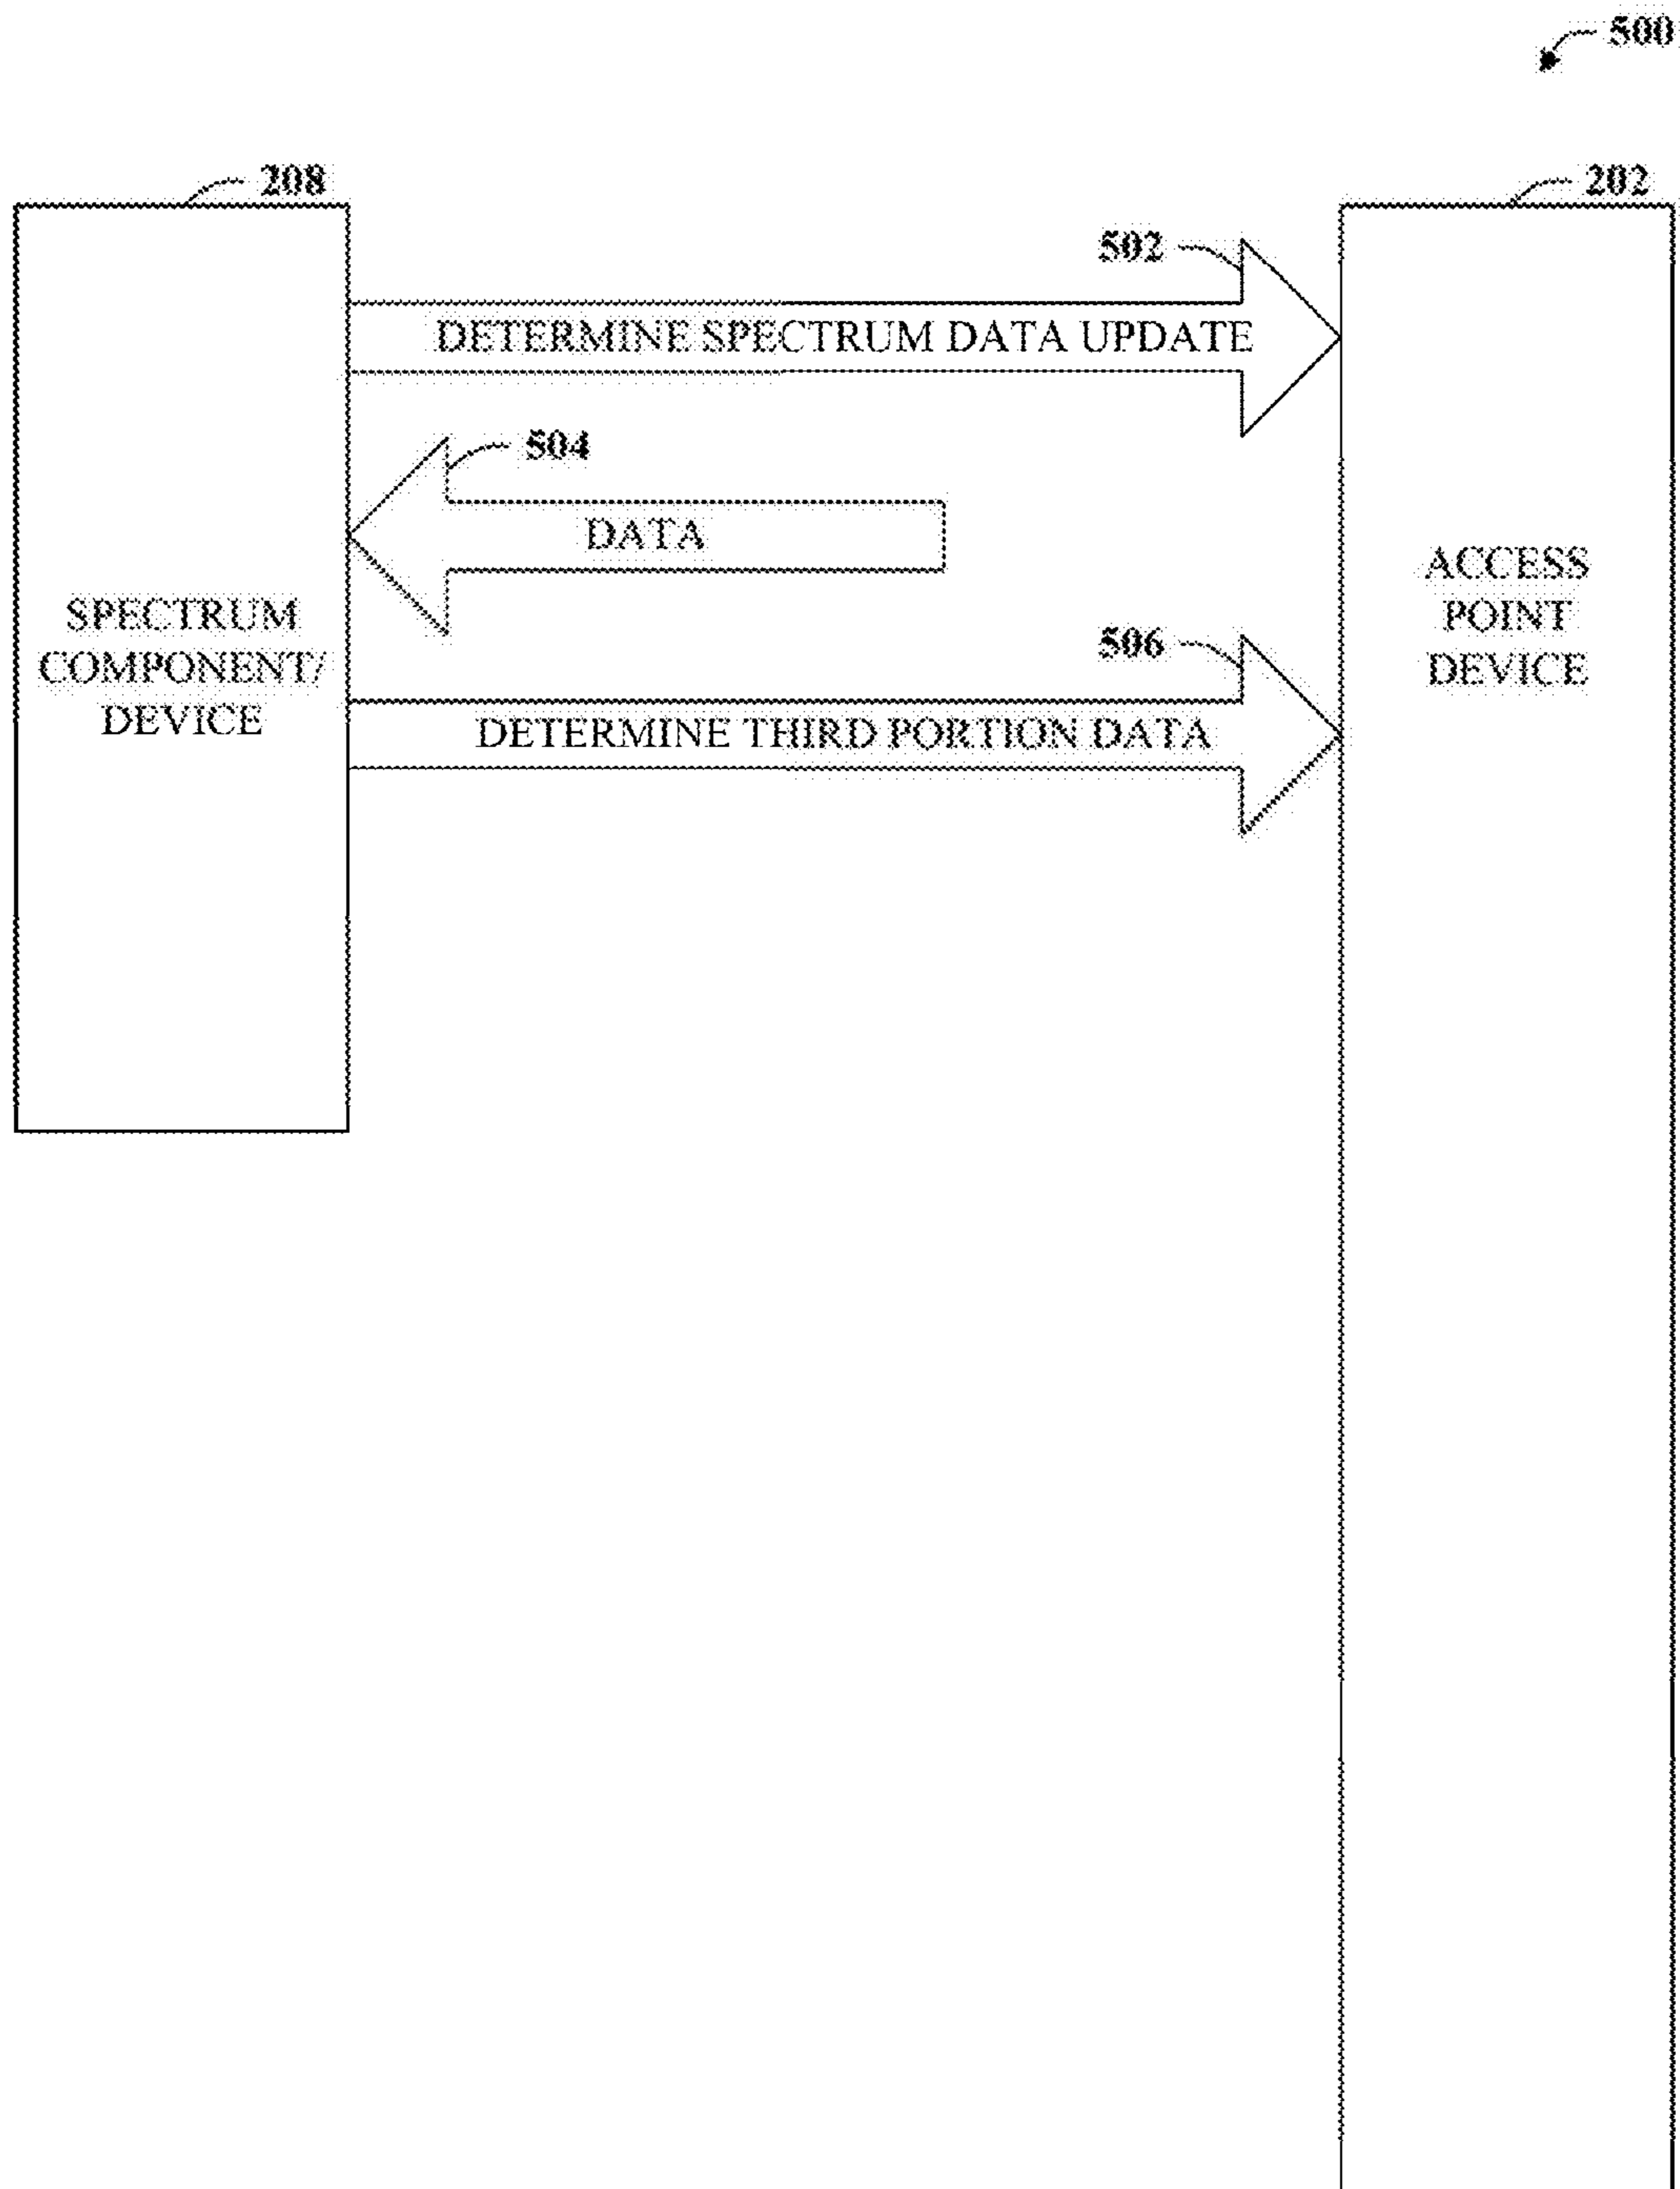 500
208
202
502
DETERMINE SPECTRUM DATA UPDATE
504
DATA
ACCESS
POINT
DEVICE
SPECTRUM
COMPONENT/
DEVICE
506
DETERMINE THIRD PORTION DATA